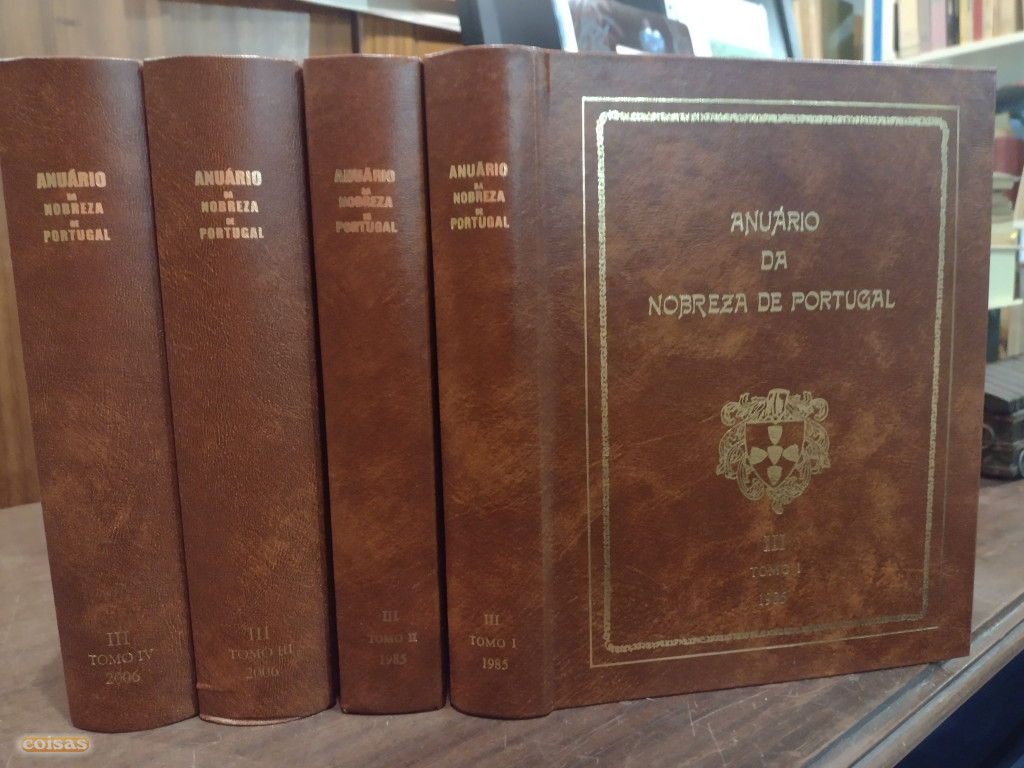 ANUÁRIO
DA
NOBREZA
DE
PORTUGAL
III
TOMO IV
2006
ANUÁRIO
DA
NOBREZA
DE
PORTUGAL
III
TOMO III
2006
ANUÁRIO
DA
NOBREZA
DE
PORTUGAL
III
TOMO II
1985
ANUÁRIO
DA
NOBREZA
DE
PORTUGAL
III
TOMO I
1985
ANUÁRIO
DA
NOBREZA DE PORTUGAL
III
TOMO I
1985
coisas